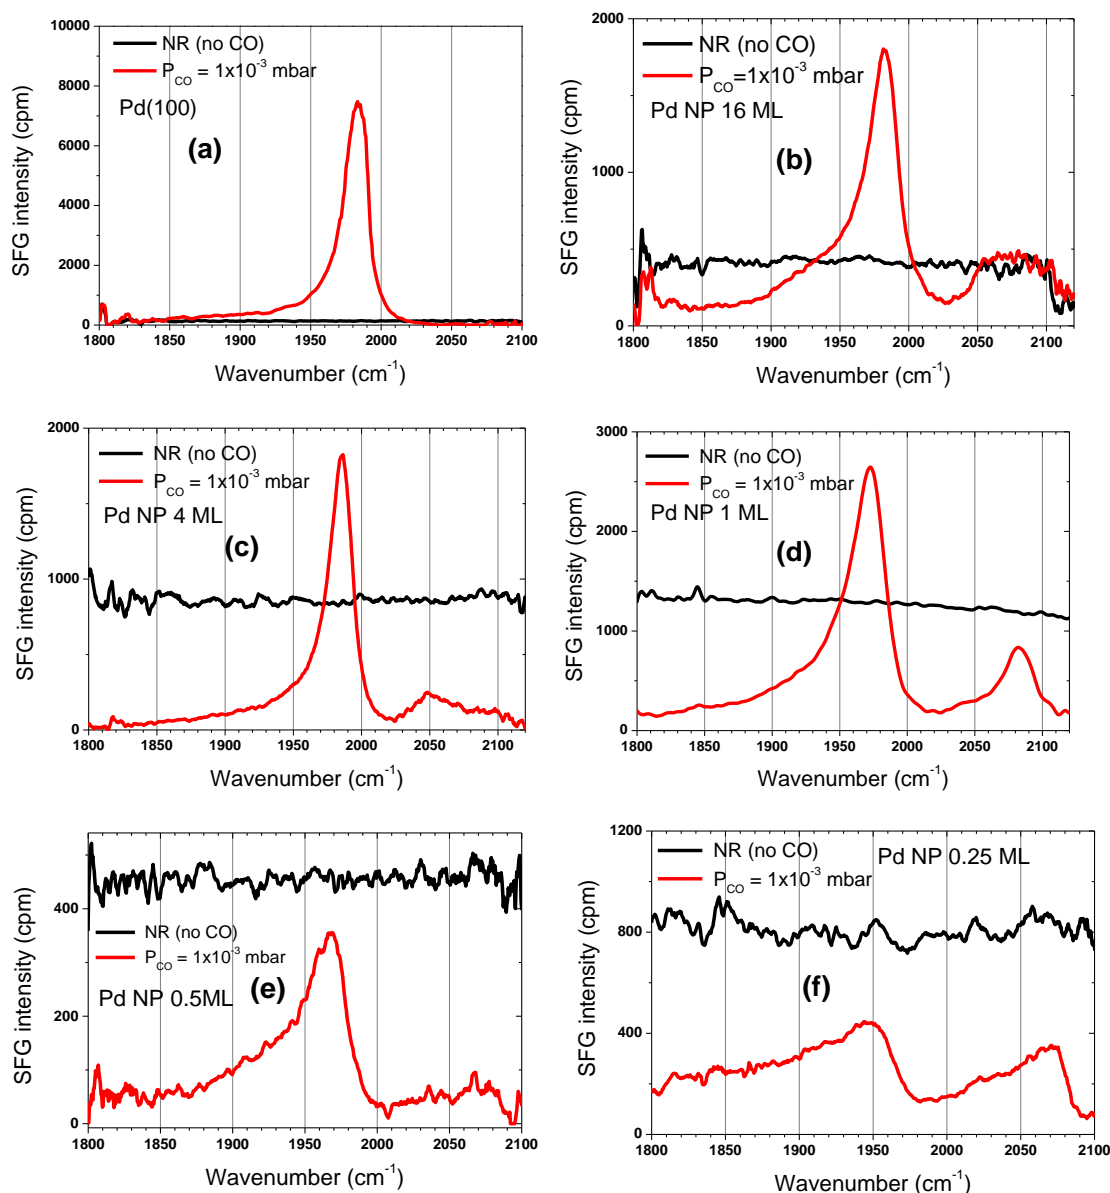 10000
8000
6000
4000
2000
0
SFG intensity (cpm)
NR (no CO)
P_CO = 1x10^-3 mbar
Pd(100)
(a)
1800 1850 1900 1950 2000 2050 2100
Wavenumber (cm^-1)
2000
1000
0
SFG intensity (cpm)
NR (no CO)
P_CO=1x10^-3 mbar
Pd NP 16 ML
(b)
1800 1850 1900 1950 2000 2050 2100
Wavenumber (cm^-1)
2000
1000
0
SFG intensity (cpm)
NR (no CO)
P_CO = 1x10^-3 mbar
Pd NP 4 ML
(c)
1800 1850 1900 1950 2000 2050 2100
Wavenumber (cm^-1)
3000
2000
1000
0
SFG intensity (cpm)
NR (no CO)
P_CO = 1x10^-3 mbar
Pd NP 1 ML
(d)
1800 1850 1900 1950 2000 2050 2100
Wavenumber (cm^-1)
400
200
0
SFG intensity (cpm)
NR (no CO)
P_CO = 1x10^-3 mbar
Pd NP 0.5ML
(e)
1800 1850 1900 1950 2000 2050 2100
Wavenumber (cm^-1)
1200
800
400
0
SFG intensity (cpm)
NR (no CO)
Pd NP 0.25 ML
P_CO = 1x10^-3 mbar
(f)
1800 1850 1900 1950 2000 2050 2100
Wavenumber (cm^-1)